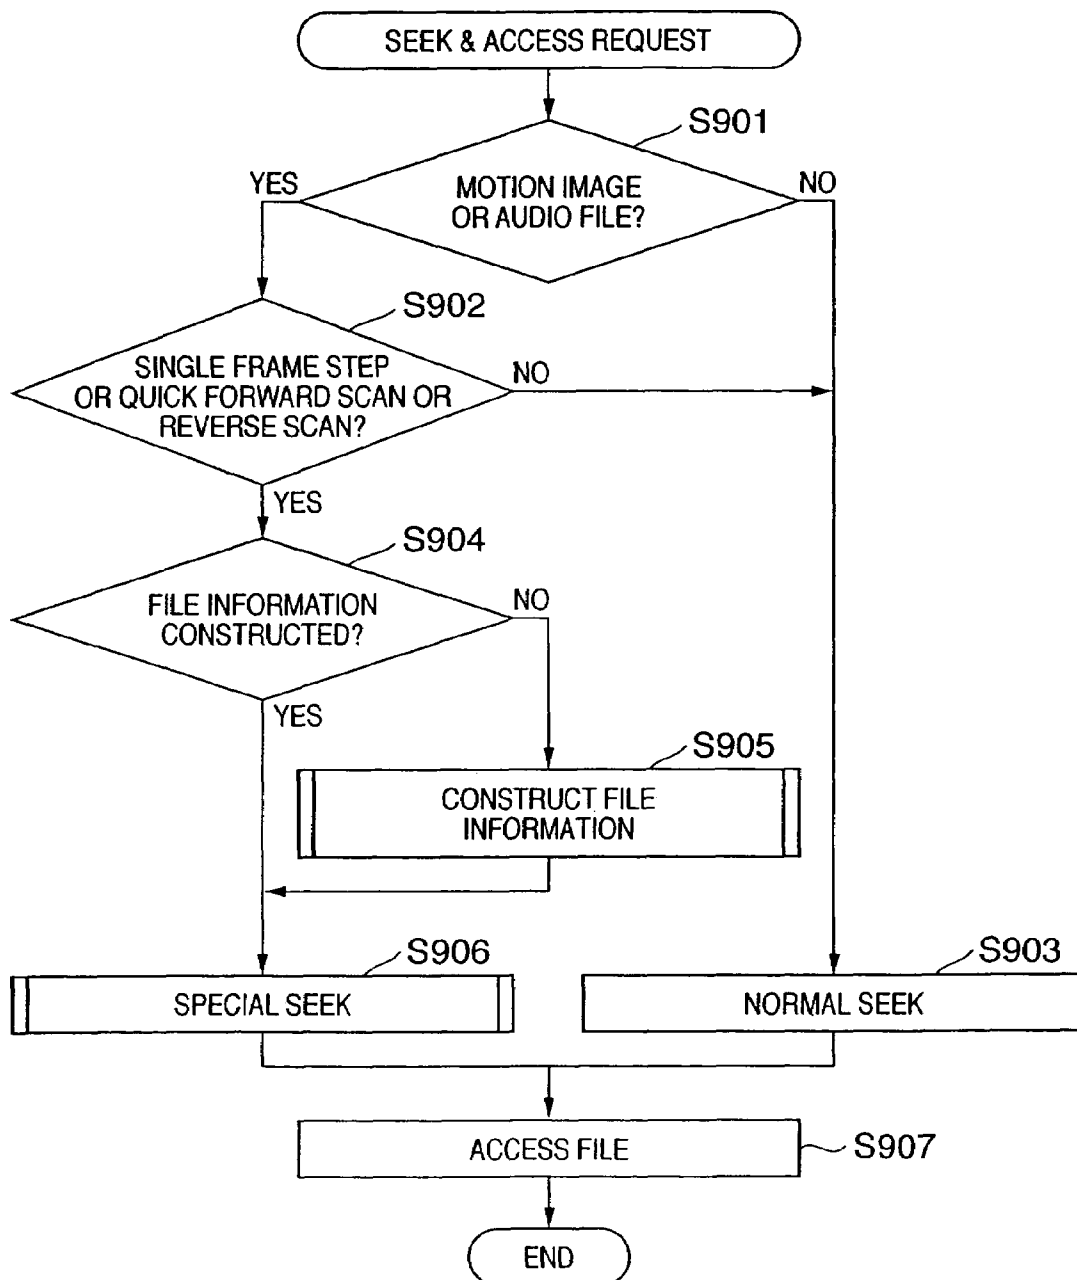 SEEK & ACCESS REQUEST
S901
YES
MOTION IMAGE
OR AUDIO FILE?
NO
S902
SINGLE FRAME STEP
OR QUICK FORWARD SCAN OR
REVERSE SCAN?
NO
YES
S904
FILE INFORMATION
CONSTRUCTED?
NO
YES
S905
CONSTRUCT FILE
INFORMATION
S906
SPECIAL SEEK
S903
NORMAL SEEK
ACCESS FILE
S907
END